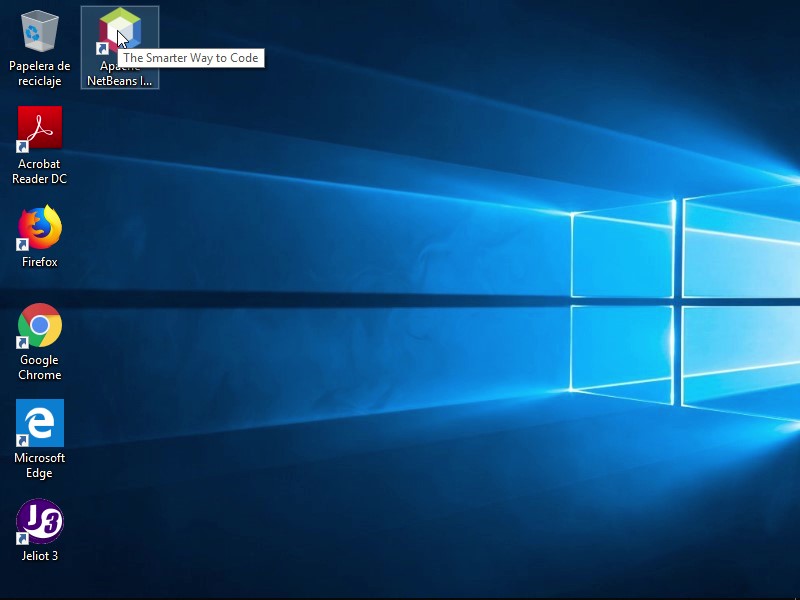 Papelera de
reciclaje
The Smarter Way to Code
NetBeans I...
Acrobat
Reader DC
Firefox
Google
Chrome
Microsoft
Edge
J3
Jeliot 3